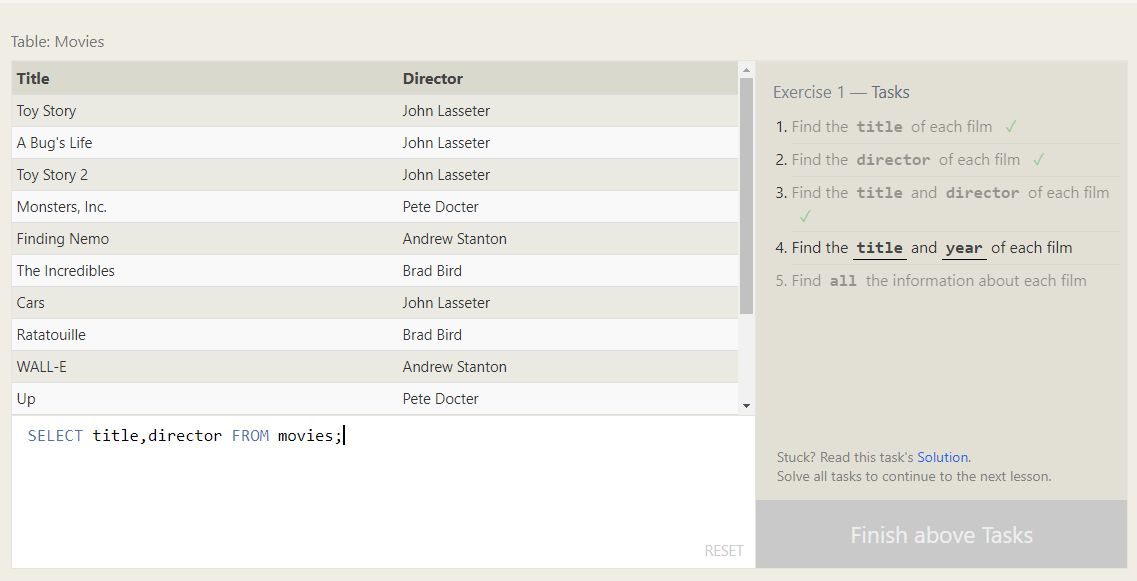 Table: Movies
Title Director
Toy Story John Lasseter
A Bug's Life John Lasseter
Toy Story 2 John Lasseter
Monsters, Inc. Pete Docter
Finding Nemo Andrew Stanton
The Incredibles Brad Bird
Cars John Lasseter
Ratatouille Brad Bird
WALL-E Andrew Stanton
Up Pete Docter
SELECT title,director FROM movies;
RESET
Exercise 1 — Tasks
1. Find the title of each film ✓
2. Find the director of each film ✓
3. Find the title and director of each film
✓
4. Find the title and year of each film
5. Find all the information about each film
Stuck? Read this task's Solution.
Solve all tasks to continue to the next lesson.
Finish above Tasks